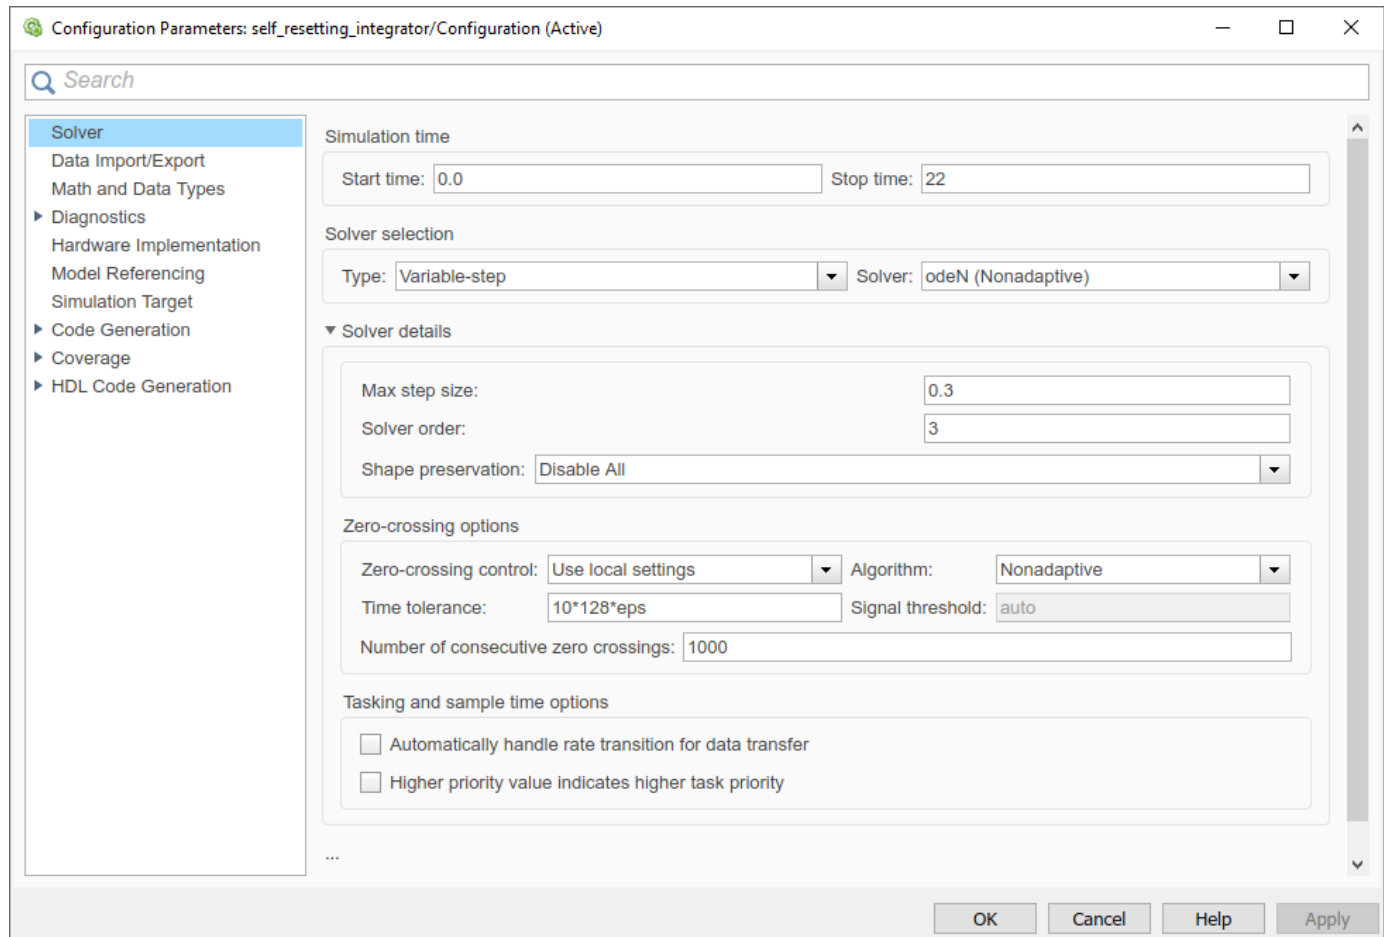 Configuration Parameters: self_resetting_integrator/Configuration (Active)
Search
Solver
Data Import/Export
Math and Data Types
Diagnostics
Hardware Implementation
Model Referencing
Simulation Target
Code Generation
Coverage
HDL Code Generation
Simulation time
Start time: 0.0 Stop time: 22
Solver selection
Type: Variable-step Solver: odeN (Nonadaptive)
Solver details
Max step size: 0.3
Solver order: 3
Shape preservation: Disable All
Zero-crossing options
Zero-crossing control: Use local settings Algorithm: Nonadaptive
Time tolerance: 10*128*eps Signal threshold: auto
Number of consecutive zero crossings: 1000
Tasking and sample time options
Automatically handle rate transition for data transfer
Higher priority value indicates higher task priority
...
OK Cancel Help Apply